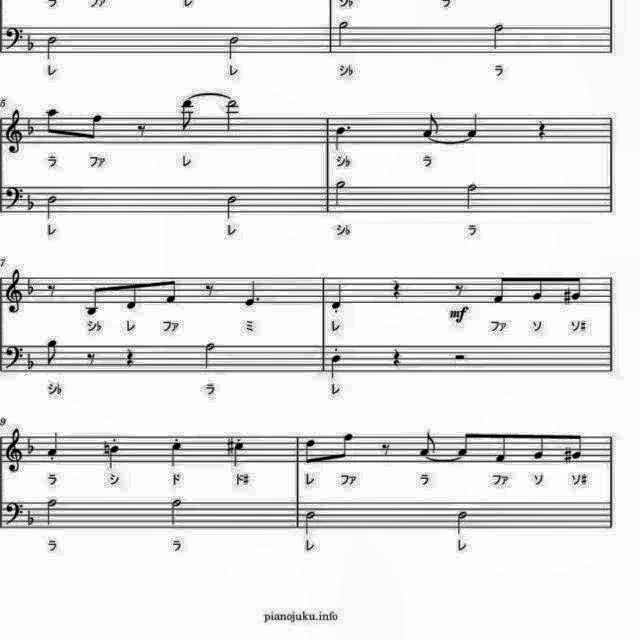 ラ ファ レ シ♭
レ レ シ♭ ラ
5
ラ ファ レ シ♭ ラ
レ レ シ♭ ラ
7
mf
シ♭ レ ファ ミ レ ファ ソ ソ#
シ♭ ラ レ
9
ラ シ ド ド# レ ファ ラ ファ ソ ソ#
ラ ラ レ レ
pianojuku.info